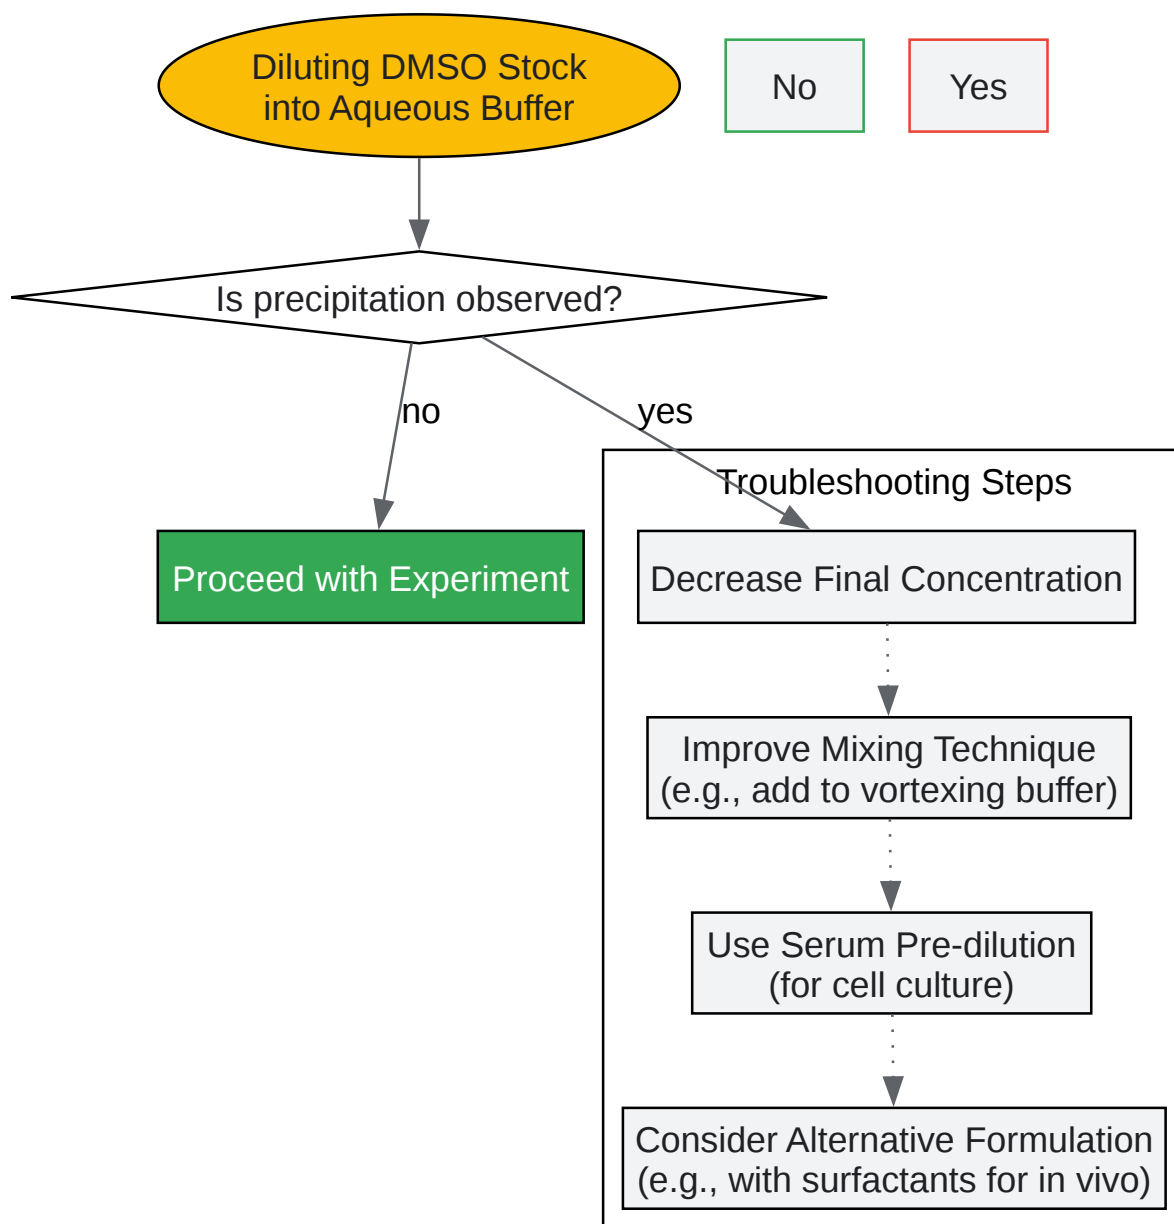 Diluting DMSO Stock
into Aqueous Buffer
No
Yes
Is precipitation observed?
no
yes
Troubleshooting Steps
Proceed with Experiment
Decrease Final Concentration
Improve Mixing Technique
(e.g., add to vortexing buffer)
Use Serum Pre-dilution
(for cell culture)
Consider Alternative Formulation
(e.g., with surfactants for in vivo)